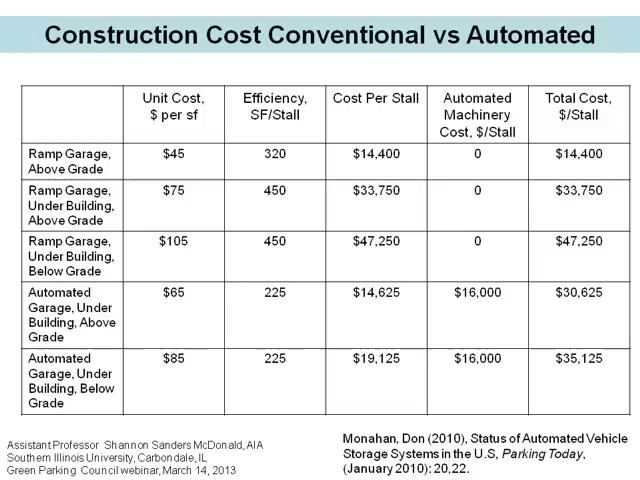 Construction Cost Conventional vs Automated
Unit Cost, $ per sf | Efficiency, SF/Stall | Cost Per Stall | Automated Machinery Cost, $/Stall | Total Cost, $/Stall
Ramp Garage, Above Grade | $45 | 320 | $14,400 | 0 | $14,400
Ramp Garage, Under Building, Above Grade | $75 | 450 | $33,750 | 0 | $33,750
Ramp Garage, Under Building, Below Grade | $105 | 450 | $47,250 | 0 | $47,250
Automated Garage, Under Building, Above Grade | $65 | 225 | $14,625 | $16,000 | $30,625
Automated Garage, Under Building, Below Grade | $85 | 225 | $19,125 | $16,000 | $35,125
Assistant Professor Shannon Sanders McDonald, AIA
Southern Illinois University, Carbondale, IL
Green Parking Council webinar, March 14, 2013
Monahan, Don (2010), Status of Automated Vehicle
Storage Systems in the U.S, Parking Today,
(January 2010): 20,22.